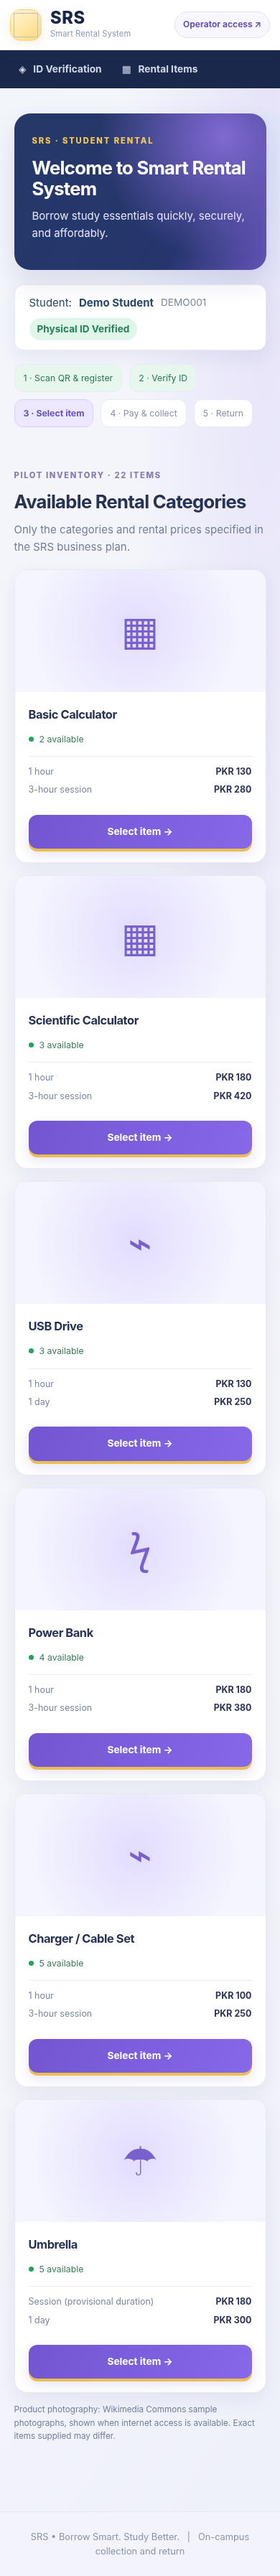 SRS
Smart Rental System
Operator access ↗
◈ ID Verification ▦ Rental Items
SRS · STUDENT RENTAL
Welcome to Smart Rental
System
Borrow study essentials quickly, securely,
and affordably.
Student: Demo Student DEMO001
Physical ID Verified
1 · Scan QR & register 2 · Verify ID
3 · Select item 4 · Pay & collect 5 · Return
PILOT INVENTORY · 22 ITEMS
Available Rental Categories
Only the categories and rental prices specified in
the SRS business plan.
Basic Calculator
2 available
1 hour PKR 130
3-hour session PKR 280
Select item →
Scientific Calculator
3 available
1 hour PKR 180
3-hour session PKR 420
Select item →
USB Drive
3 available
1 hour PKR 130
1 day PKR 250
Select item →
Power Bank
4 available
1 hour PKR 180
3-hour session PKR 380
Select item →
Charger / Cable Set
5 available
1 hour PKR 100
3-hour session PKR 250
Select item →
Umbrella
5 available
Session (provisional duration) PKR 180
1 day PKR 300
Select item →
Product photography: Wikimedia Commons sample
photographs, shown when internet access is available. Exact
items supplied may differ.
SRS • Borrow Smart. Study Better. | On-campus
collection and return